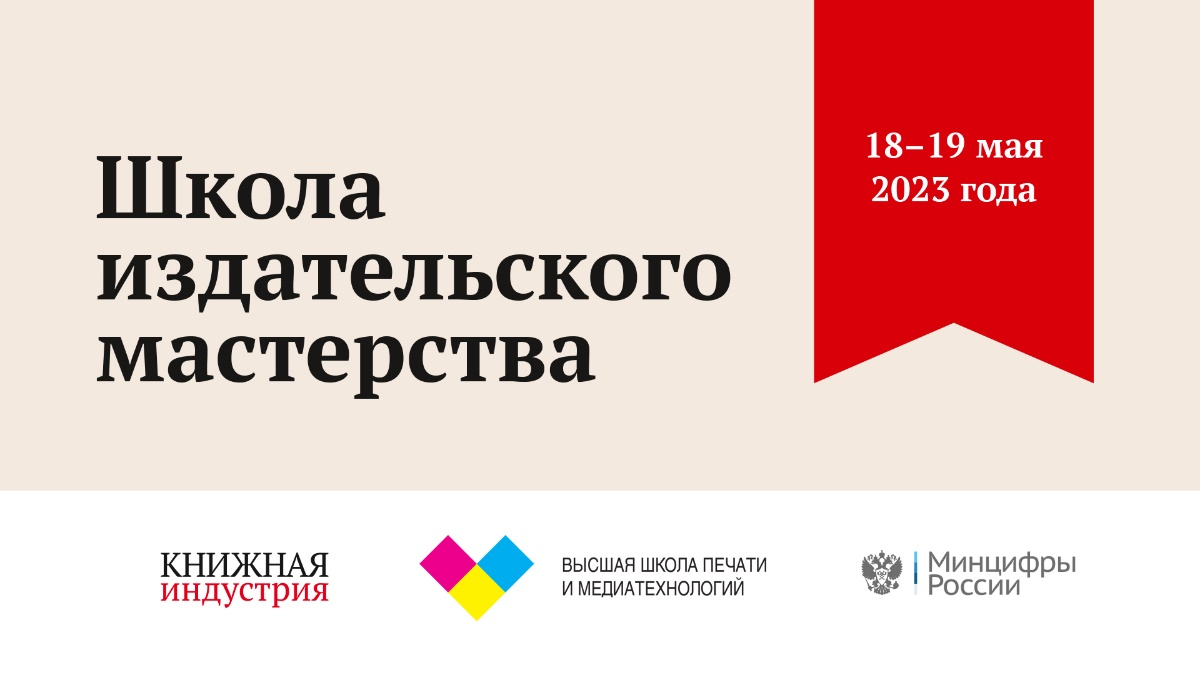 Школа
издательского
мастерства
18–19 мая
2023 года
КНИЖНАЯ
индустрия
ВЫСШАЯ ШКОЛА ПЕЧАТИ
И МЕДИАТЕХНОЛОГИЙ
Минцифры
России